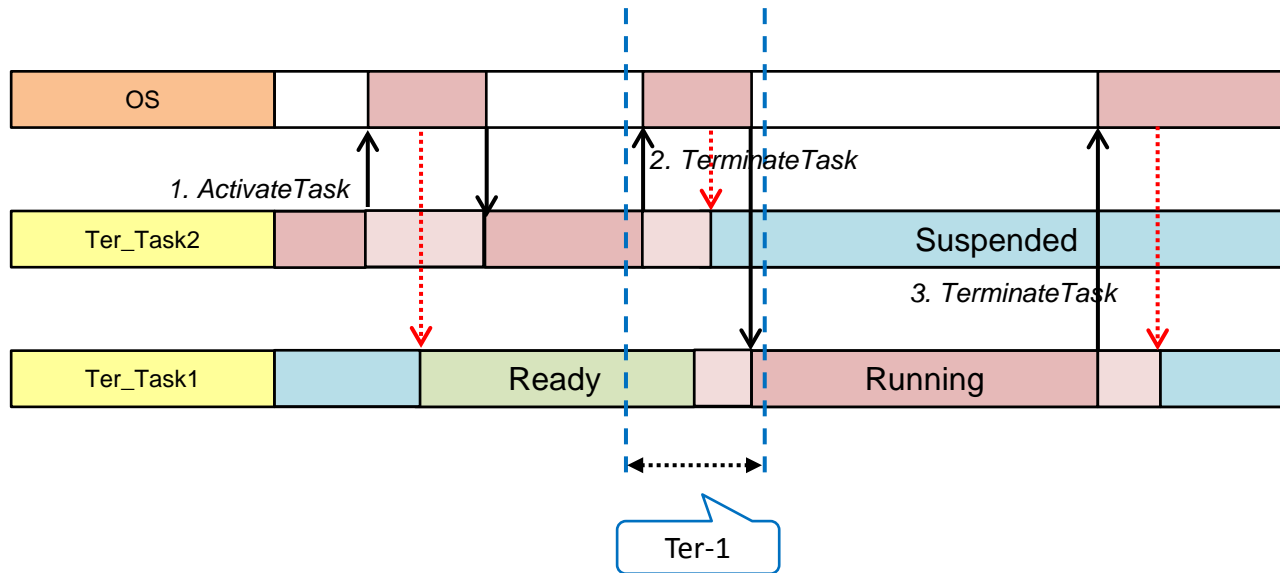 OS
2. TerminateTask
1. ActivateTask
Ter_Task2
Suspended
3. TerminateTask
Ter_Task1
Ready
Running
Ter-1